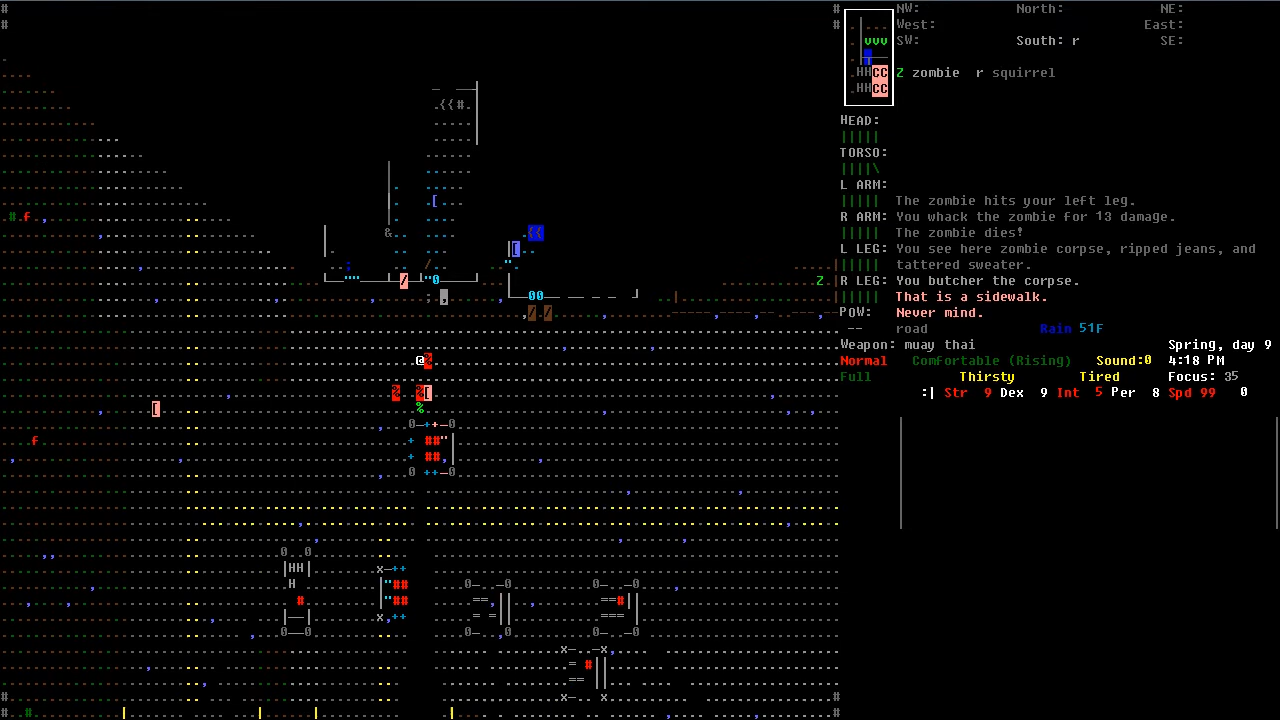 NW: North: NE:
West: East:
SW: South: r SE:
Z zombie r squirrel
HEAD:
TORSO:
L ARM:
The zombie hits your left leg.
R ARM: You whack the zombie for 13 damage.
The zombie dies!
L LEG: You see here zombie corpse, ripped jeans, and
tattered sweater.
R LEG: You butcher the corpse.
That is a sidewalk.
POW: Never mind.
-- road Rain 51F
Weapon: muay thai Spring, day 9
Normal Comfortable (Rising) Sound:0 4:18 PM
Full Thirsty Tired Focus: 35
:| Str 9 Dex 9 Int 5 Per 8 Spd 99 0